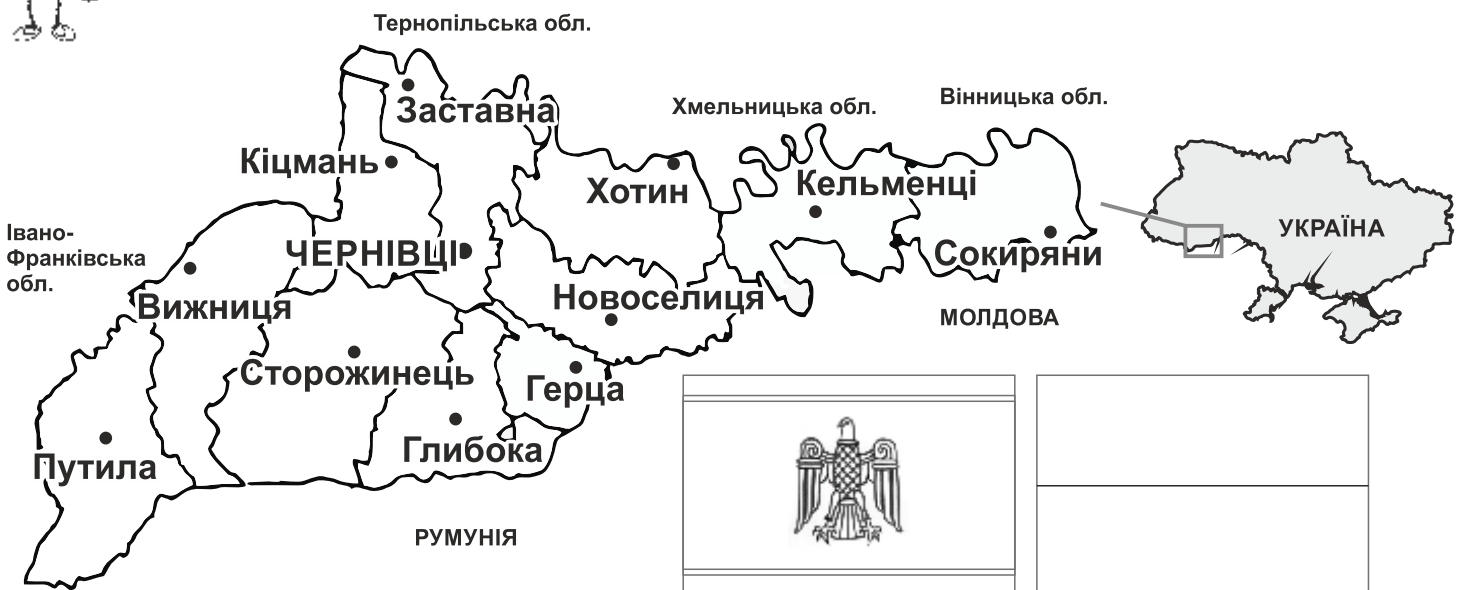 Тернопільська обл.
Вінницька обл.
Хмельницька обл.
Заставна
Кіцмань
Хотин
Кельменці
Івано-
Франківська
обл.
УКРАЇНА
ЧЕРНІВЦІ
Сокиряни
Вижниця
Новоселиця
МОЛДОВА
Сторожинець
Герца
Глибока
Путила
РУМУНІЯ